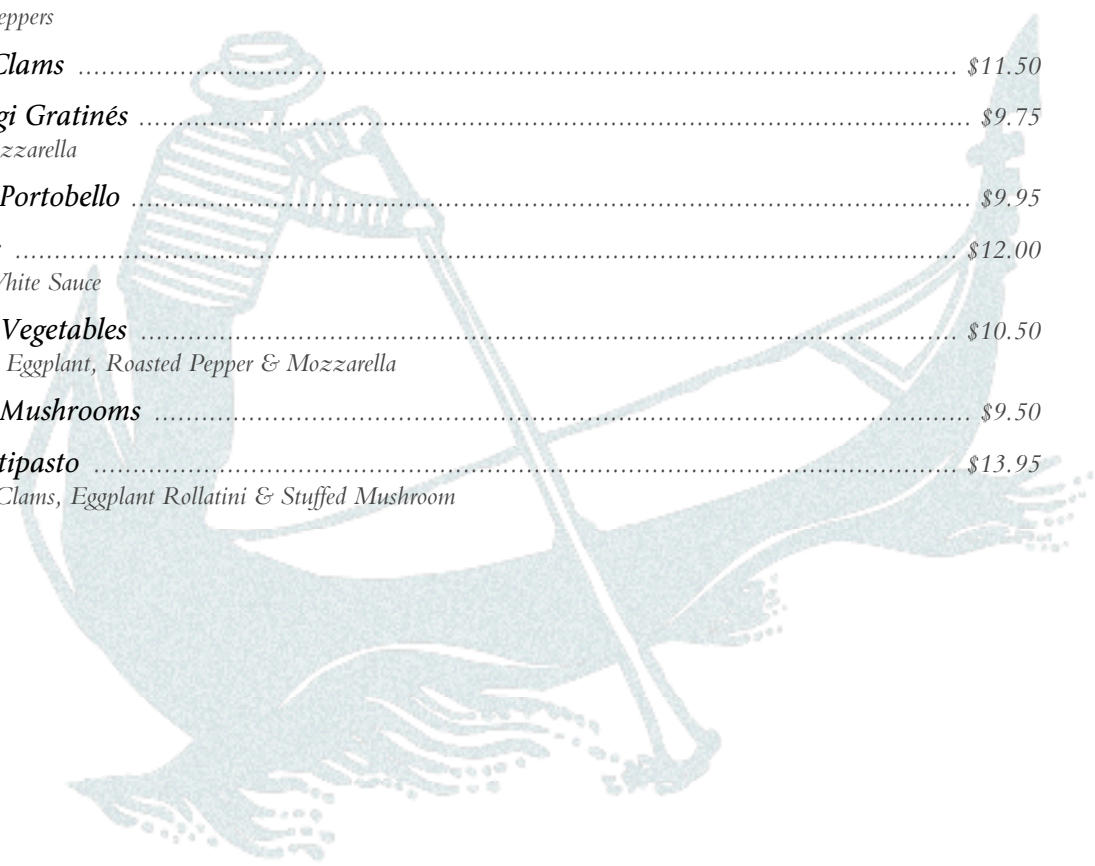 eppers
Clams ........................ $11.50
gi Gratinés ........................ $9.75
zzarella
Portobello ........................ $9.95
........................ $12.00
White Sauce
Vegetables ........................ $10.50
Eggplant, Roasted Pepper & Mozzarella
Mushrooms ........................ $9.50
tipasto ........................ $13.95
Clams, Eggplant Rollatini & Stuffed Mushroom